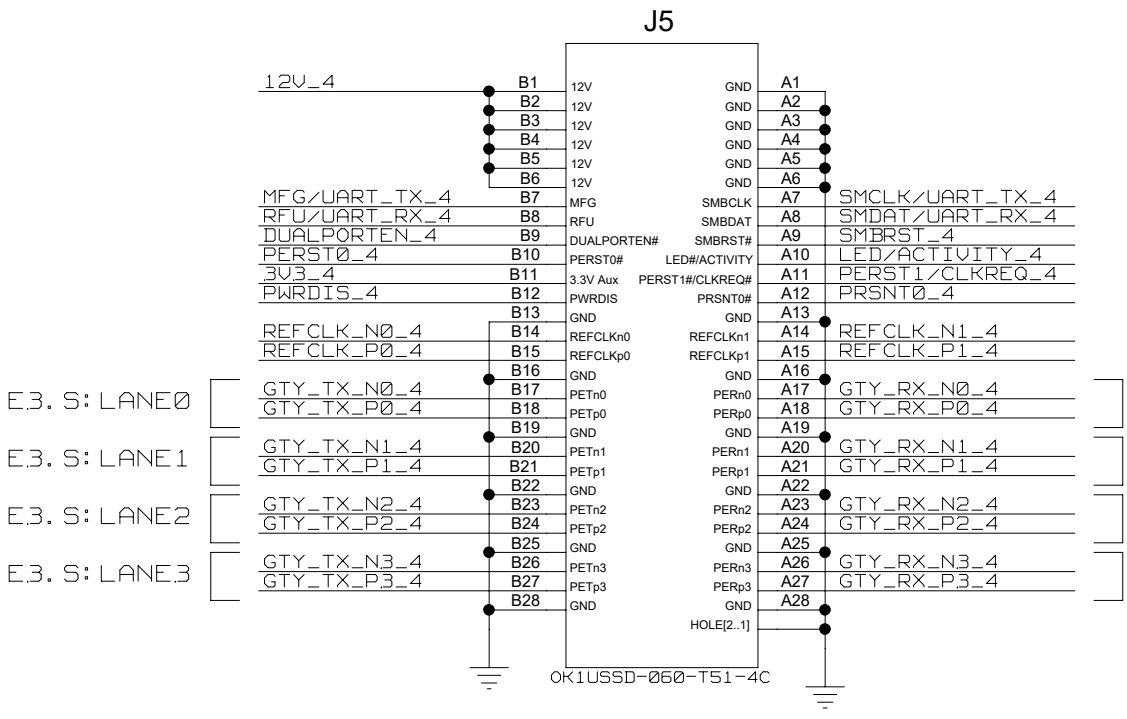 J5
12V_4 B1 12V GND A1
B2 12V GND A2
B3 12V GND A3
B4 12V GND A4
B5 12V GND A5
B6 12V GND A6
MFG/UART_TX_4 B7 MFG SMBCLK A7 SMCLK/UART_TX_4
RFU/UART_RX_4 B8 RFU SMBDAT A8 SMDAT/UART_RX_4
DUALPORTEN_4 B9 DUALPORTEN# SMBRST# A9 SMBRST_4
PERST0_4 B10 PERST0# LED#/ACTIVITY A10 LED/ACTIVITY_4
3V3_4 B11 3.3V Aux PERST1#/CLKREQ# A11 PERST1/CLKREQ_4
PWRDIS_4 B12 PWRDIS PRSNT0# A12 PRSNT0_4
B13 GND GND A13
REFCLK_N0_4 B14 REFCLKn0 REFCLKn1 A14 REFCLK_N1_4
REFCLK_P0_4 B15 REFCLKp0 REFCLKp1 A15 REFCLK_P1_4
B16 GND GND A16
E3.S:LANE0 GTY_TX_N0_4 B17 PETn0 PERn0 A17 GTY_RX_N0_4
GTY_TX_P0_4 B18 PETp0 PERp0 A18 GTY_RX_P0_4
B19 GND GND A19
E3.S:LANE1 GTY_TX_N1_4 B20 PETn1 PERn1 A20 GTY_RX_N1_4
GTY_TX_P1_4 B21 PETp1 PERp1 A21 GTY_RX_P1_4
B22 GND GND A22
E3.S:LANE2 GTY_TX_N2_4 B23 PETn2 PERn2 A23 GTY_RX_N2_4
GTY_TX_P2_4 B24 PETp2 PERp2 A24 GTY_RX_P2_4
B25 GND GND A25
E3.S:LANE3 GTY_TX_N3_4 B26 PETn3 PERn3 A26 GTY_RX_N3_4
GTY_TX_P3_4 B27 PETp3 PERp3 A27 GTY_RX_P3_4
B28 GND GND A28
HOLE[2..1]
OK1USSD-060-T51-4C